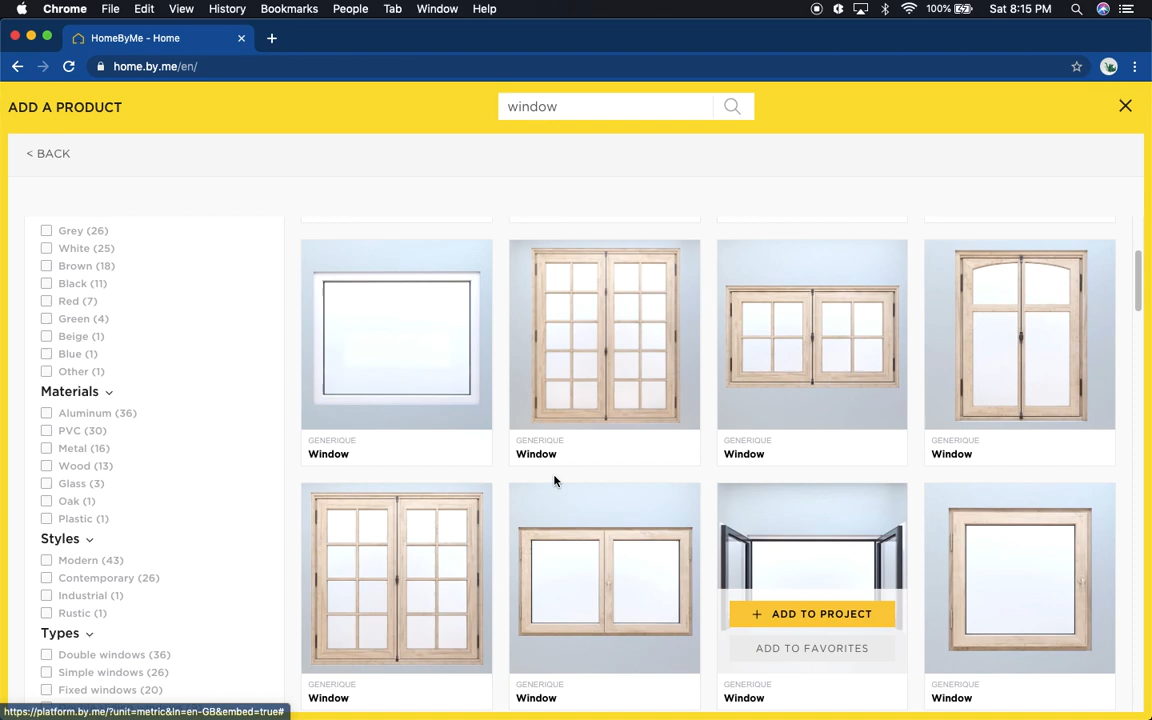 Chrome File Edit View History Bookmarks People Tab Window Help 100% Sat 8:15 PM
HomeByMe - Home
home.by.me/en/
ADD A PRODUCT
window
< BACK
Grey (26)
White (25)
Brown (18)
Black (11)
Red (7)
Green (4)
Beige (1)
Blue (1)
Other (1)
Materials
Aluminum (36)
PVC (30)
Metal (16)
Wood (13)
Glass (3)
Oak (1)
Plastic (1)
Styles
Modern (43)
Contemporary (26)
Industrial (1)
Rustic (1)
Types
Double windows (36)
Simple windows (26)
Fixed windows (20)
GENERIQUE
Window
GENERIQUE
Window
GENERIQUE
Window
GENERIQUE
Window
+ ADD TO PROJECT
ADD TO FAVORITES
GENERIQUE
Window
GENERIQUE
Window
GENERIQUE
Window
GENERIQUE
Window
https://platform.by.me/?unit=metric&ln=en-GB&embed=true#